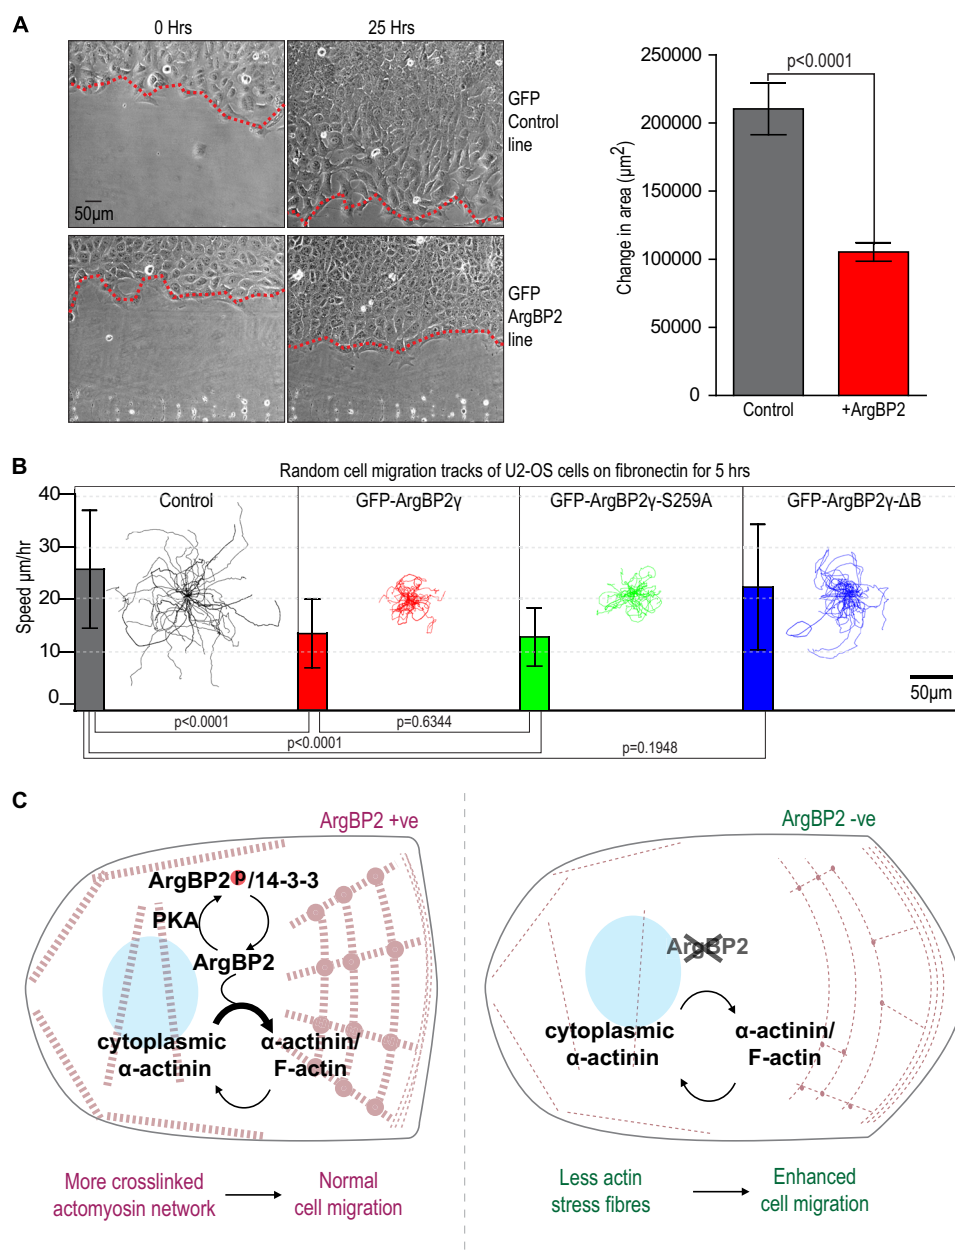 A
0 Hrs
25 Hrs
GFP
Control
line
50µm
GFP
ArgBP2
line
250000
200000
150000
100000
50000
0
Change in area (µm²)
p<0.0001
Control
+ArgBP2
B
Random cell migration tracks of U2-OS cells on fibronectin for 5 hrs
Control
GFP-ArgBP2γ
GFP-ArgBP2γ-S259A
GFP-ArgBP2γ-ΔB
40
30
20
10
0
Speed µm/hr
50µm
p<0.0001
p=0.6344
p<0.0001
p=0.1948
C
ArgBP2 +ve
ArgBP2 p/14-3-3
PKA
ArgBP2
cytoplasmic
α-actinin
α-actinin/
F-actin
More crosslinked
actomyosin network
Normal
cell migration
ArgBP2 -ve
ArgBP2
cytoplasmic
α-actinin
α-actinin/
F-actin
Less actin
stress fibres
Enhanced
cell migration